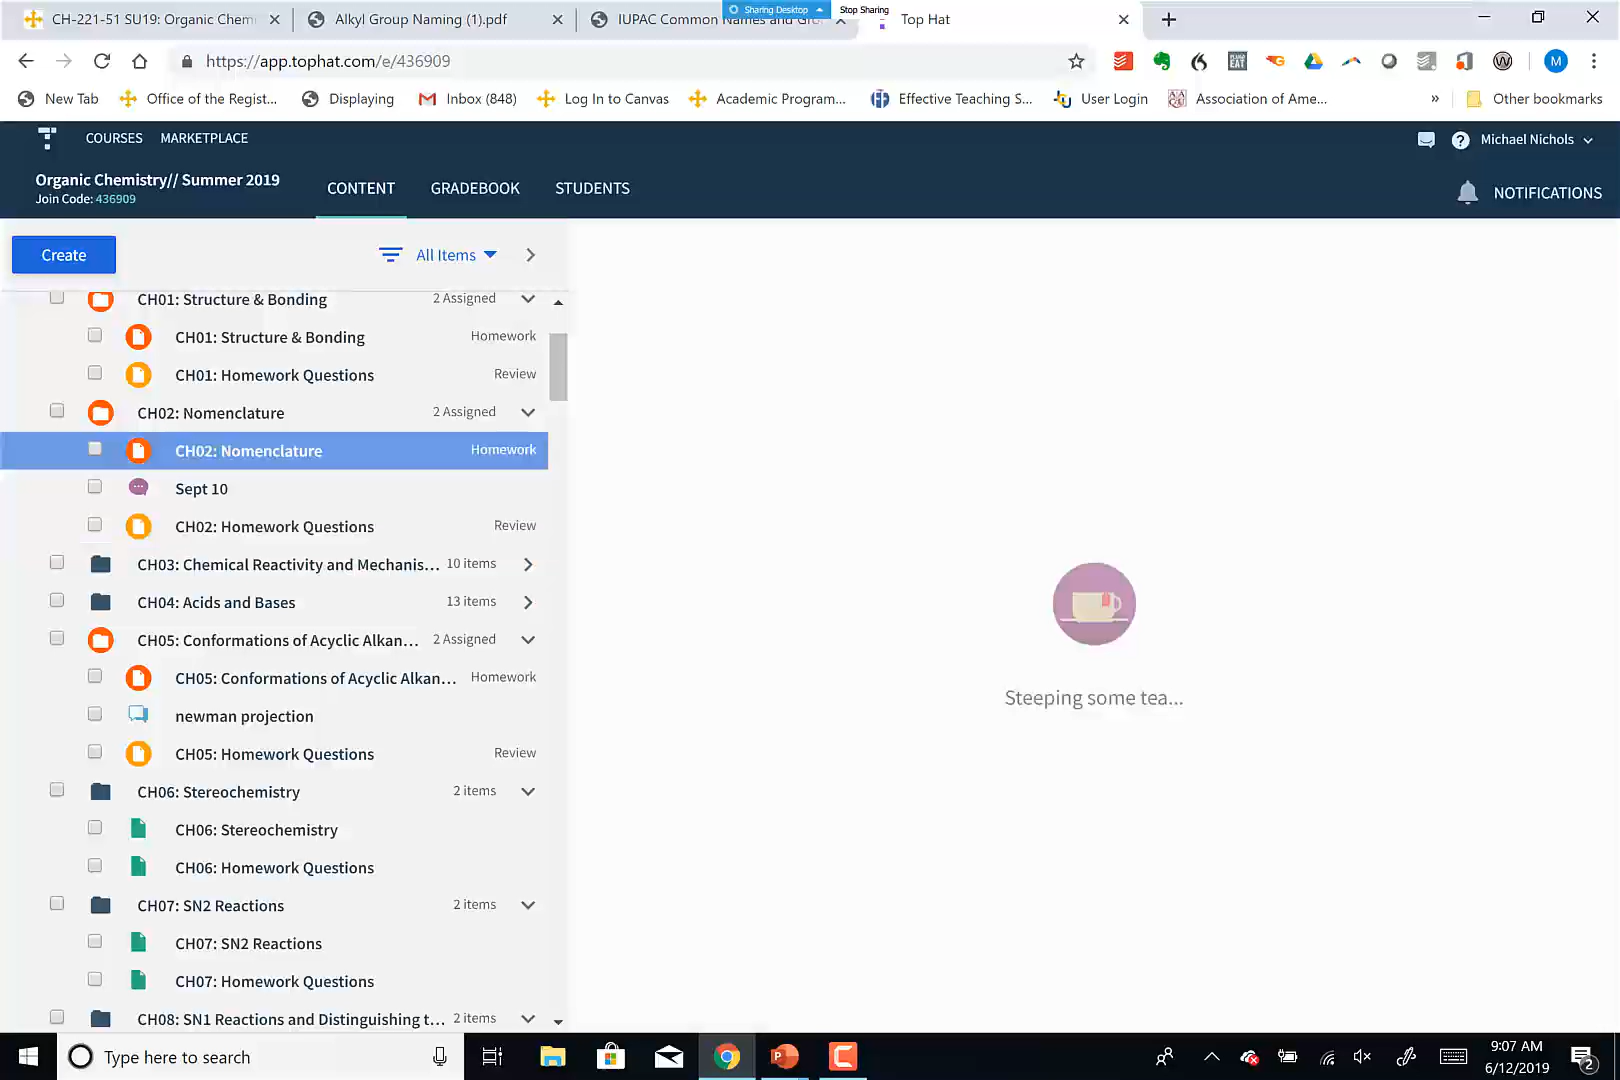 CH-221-51 SU19: Organic Chem
Alkyl Group Naming (1).pdf
IUPAC Common Names and
Sharing Desktop
Stop Sharing
Top Hat
https://app.tophat.com/e/436909
M
New Tab
Office of the Regist...
Displaying
Inbox (848)
Log In to Canvas
Academic Program...
Effective Teaching S...
User Login
Association of Ame...
»
Other bookmarks
COURSES
MARKETPLACE
Michael Nichols
Organic Chemistry// Summer 2019
Join Code: 436909
CONTENT
GRADEBOOK
STUDENTS
NOTIFICATIONS
Create
All Items
CH01: Structure & Bonding 2 Assigned
CH01: Structure & Bonding Homework
CH01: Homework Questions Review
CH02: Nomenclature 2 Assigned
CH02: Nomenclature Homework
Sept 10
CH02: Homework Questions Review
CH03: Chemical Reactivity and Mechanis... 10 items
CH04: Acids and Bases 13 items
CH05: Conformations of Acyclic Alkan... 2 Assigned
CH05: Conformations of Acyclic Alkan... Homework
newman projection
CH05: Homework Questions Review
CH06: Stereochemistry 2 items
CH06: Stereochemistry
CH06: Homework Questions
CH07: SN2 Reactions 2 items
CH07: SN2 Reactions
CH07: Homework Questions
CH08: SN1 Reactions and Distinguishing t... 2 items
Steeping some tea...
Type here to search
9:07 AM
6/12/2019
2